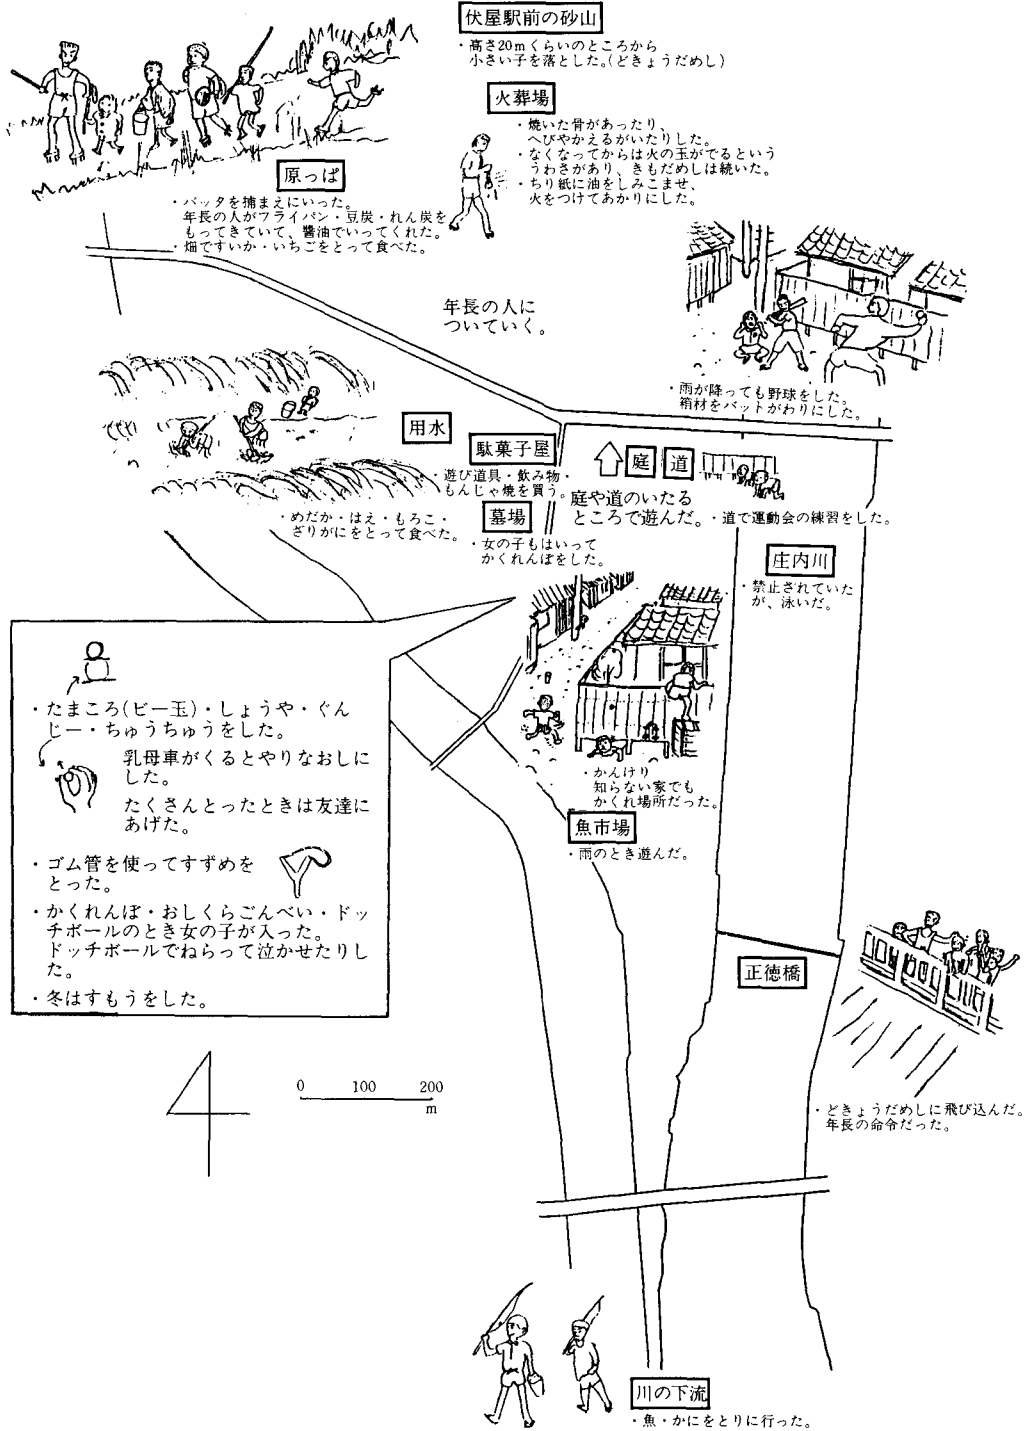 伏屋駅前の砂山
・高さ20mくらいのところから
小さい子を落とした。(どきょうだめし)
火葬場
・焼いた骨があったり、
へびやかえるがいたりした。
・なくなってからは火の玉がでるという
うわさがあり、きもだめしは続いた。
・ちり紙に油をしみこませ、
火をつけてあかりにした。
原っぱ
・バッタを捕まえにいった。
年長の人がフライパン・豆炭・れん炭を
もってきていて、醬油でいってくれた。
・畑ですいか・いちごをとって食べた。
年長の人に
ついていく。
・雨が降っても野球をした。
箱材をバットがわりにした。
用水
・めだか・はえ・もろこ・
ざりがにをとって食べた。
駄菓子屋
・遊び道具・飲み物・
もんじゃ焼を買う。
庭 道
庭や道のいたる
ところで遊んだ。
・道で運動会の練習をした。
墓場
・女の子もはいって
かくれんぼをした。
庄内川
・禁止されていた
が、泳いだ。
・たまころ(ビー玉)・しょうや・ぐん
じー・ちゅうちゅうをした。
乳母車がくるとやりなおしに
した。
たくさんとったときは友達に
あげた。
・ゴム管を使ってすずめを
とった。
・かくれんぼ・おしくらごんべい・ドッ
チボールのとき女の子が入った。
ドッチボールでねらって泣かせたりし
た。
・冬はすもうをした。
・かんけり
知らない家でも
かくれ場所だった。
魚市場
・雨のとき遊んだ。
正徳橋
・どきょうだめしに飛び込んだ。
年長の命令だった。
0 100 200
m
川の下流
・魚・かにをとりに行った。